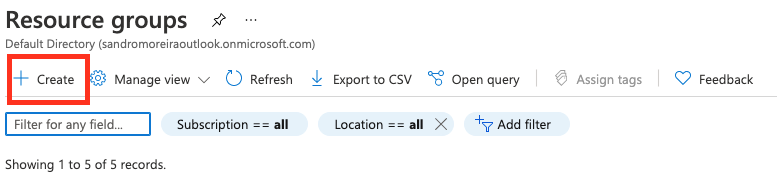 Resource groups ...
Default Directory (sandromoreiraoutlook.onmicrosoft.com)
+ Create Manage view Refresh Export to CSV Open query Assign tags Feedback
Filter for any field... Subscription == all Location == all Add filter
Showing 1 to 5 of 5 records.